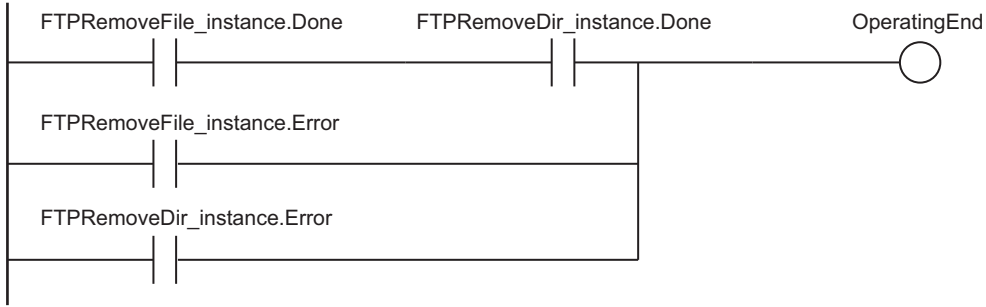 FTPRemoveFile_instance.Done FTPRemoveDir_instance.Done OperatingEnd
FTPRemoveFile_instance.Error
FTPRemoveDir_instance.Error